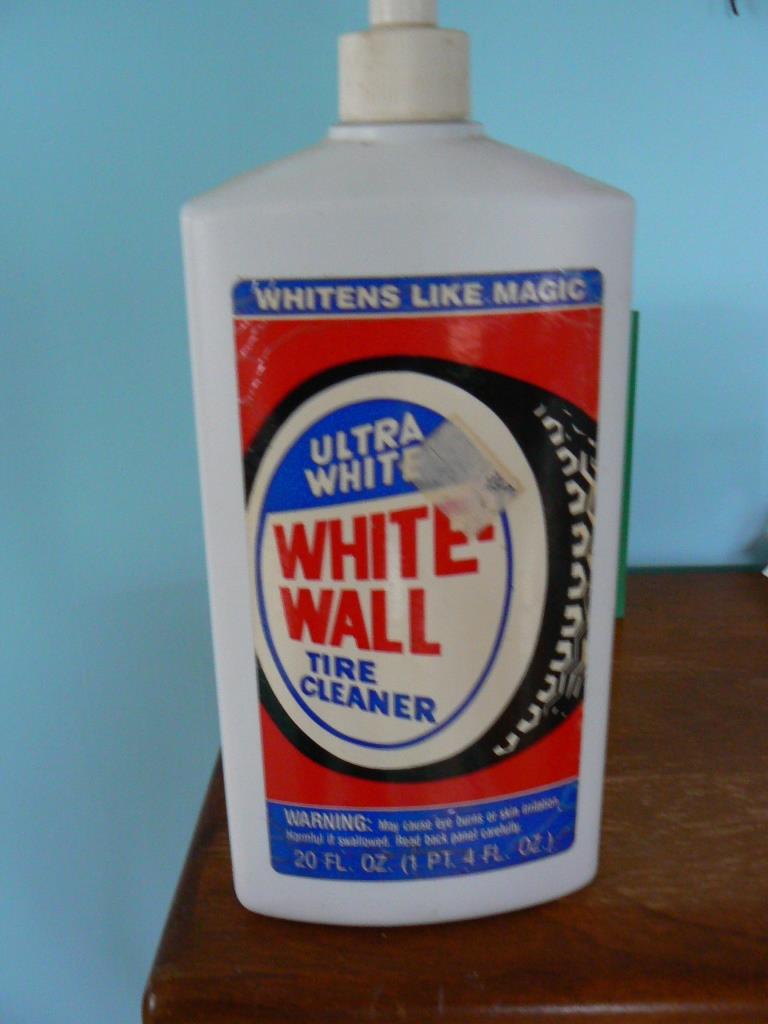 WHITENS LIKE MAGIC
ULTRA
WHITE
WHITE-
WALL
TIRE
CLEANER
WARNING: May cause eye burns or skin irritation.
Harmful if swallowed. Read back panel carefully.
20 FL. OZ. (1 PT. 4 FL. OZ.)